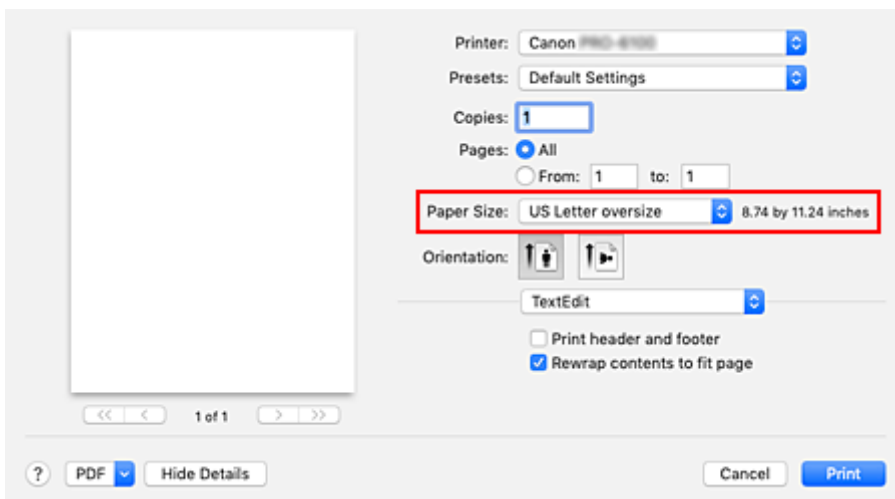 Printer: Canon
Presets: Default Settings
Copies: 1
Pages: All
From: 1 to: 1
Paper Size: US Letter oversize 8.74 by 11.24 inches
Orientation:
TextEdit
Print header and footer
Rewrap contents to fit page
<< < 1 of 1 > >>
? PDF Hide Details Cancel Print